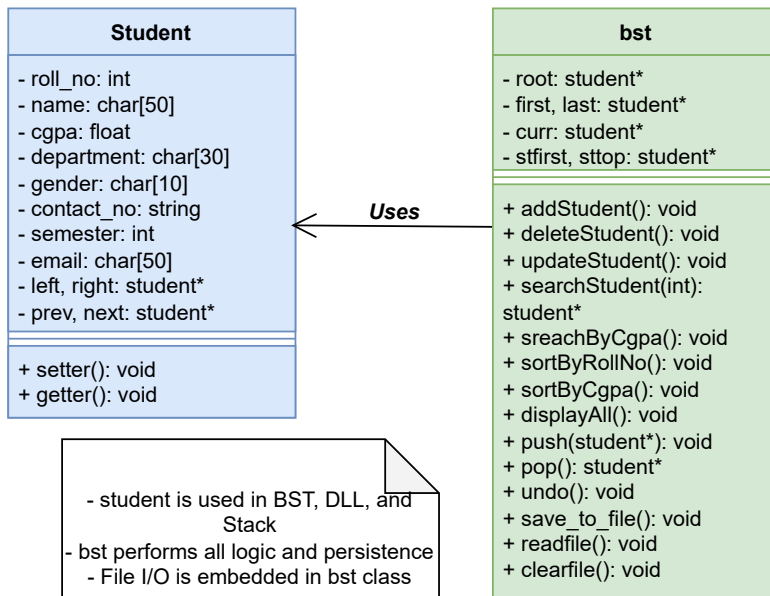 Student
- roll_no: int
- name: char[50]
- cgpa: float
- department: char[30]
- gender: char[10]
- contact_no: string
- semester: int
- email: char[50]
- left, right: student*
- prev, next: student*
+ setter(): void
+ getter(): void
Uses
bst
- root: student*
- first, last: student*
- curr: student*
- stfirst, sttop: student*
+ addStudent(): void
+ deleteStudent(): void
+ updateStudent(): void
+ searchStudent(int):
student*
+ sreachByCgpa(): void
+ sortByRollNo(): void
+ sortByCgpa(): void
+ displayAll(): void
+ push(student*): void
+ pop(): student*
+ undo(): void
+ save_to_file(): void
+ readfile(): void
+ clearfile(): void
- student is used in BST, DLL, and
Stack
- bst performs all logic and persistence
- File I/O is embedded in bst class